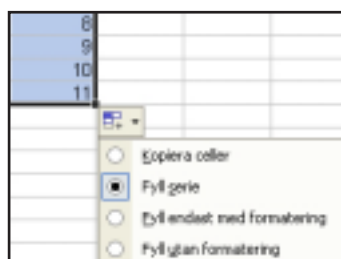 8
9
10
11
Kopiera celler
Fyll serie
Fyll endast med formatering
Fyll utan formatering